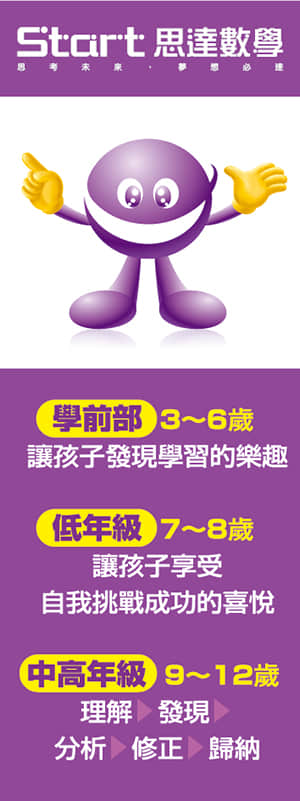 Start 思達數學
思考未來・夢想必達
學前部 3～6歲
讓孩子發現學習的樂趣
低年級 7～8歲
讓孩子享受
自我挑戰成功的喜悅
中高年級 9～12歲
理解▶發現▶
分析▶修正▶歸納